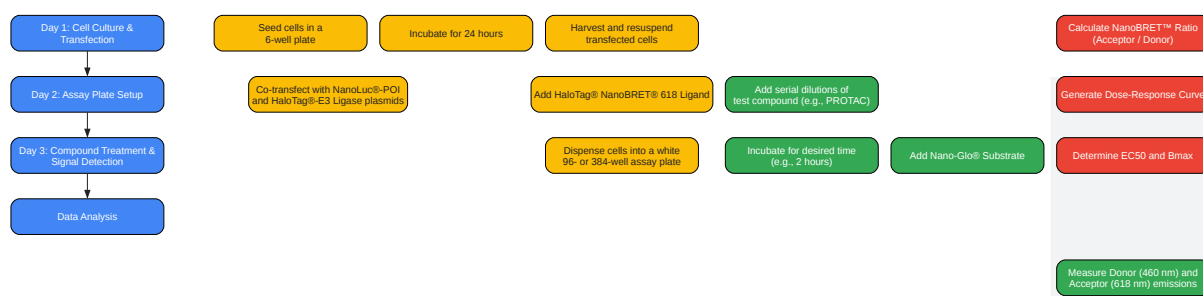 Day 1: Cell Culture &
Transfection
Seed cells in a
6-well plate
Incubate for 24 hours
Harvest and resuspend
transfected cells
Calculate NanoBRET™ Ratio
(Acceptor / Donor)
Day 2: Assay Plate Setup
Co-transfect with NanoLuc®-POI
and HaloTag®-E3 Ligase plasmids
Add HaloTag® NanoBRET® 618 Ligand
Add serial dilutions of
test compound (e.g., PROTAC)
Generate Dose-Response Curve
Day 3: Compound Treatment &
Signal Detection
Dispense cells into a white
96- or 384-well assay plate
Incubate for desired time
(e.g., 2 hours)
Add Nano-Glo® Substrate
Determine EC50 and Bmax
Data Analysis
Measure Donor (460 nm) and
Acceptor (618 nm) emissions